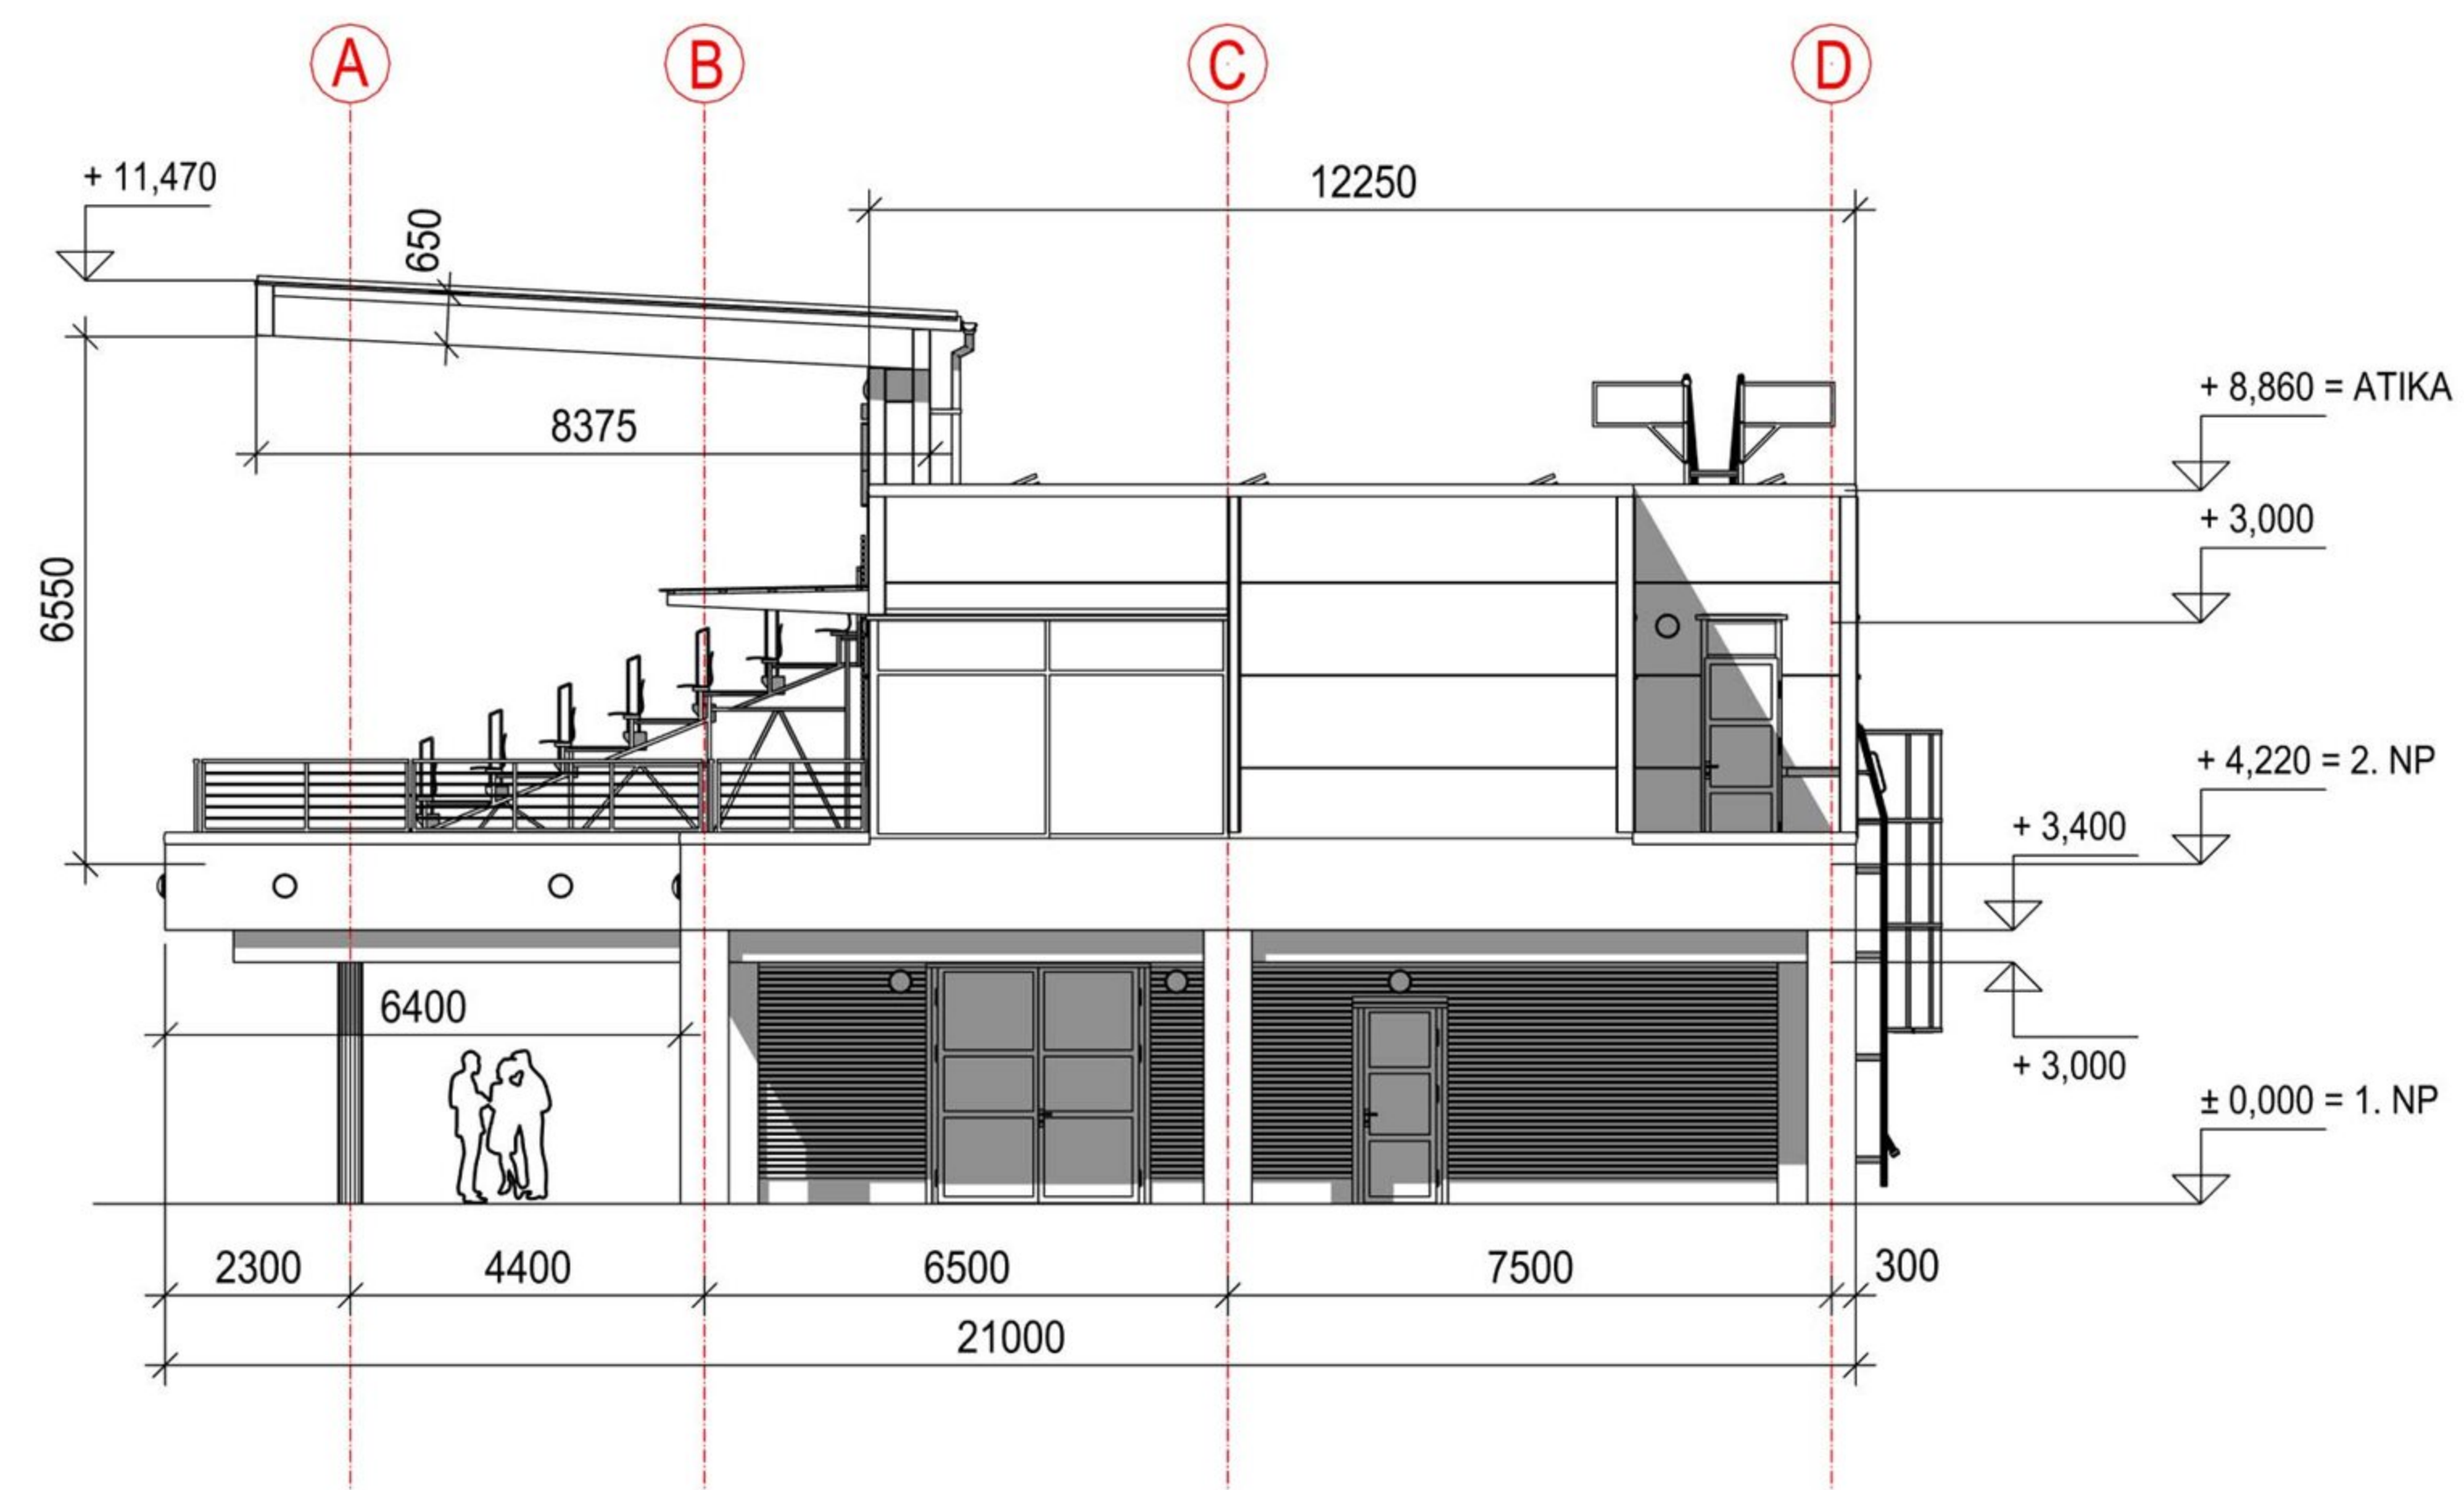 A
B
C
D
+ 11,470
12250
650
+ 8,860 = ATIKA
8375
+ 3,000
6550
+ 4,220 = 2. NP
+ 3,400
6400
+ 3,000
± 0,000 = 1. NP
2300
4400
6500
7500
300
21000